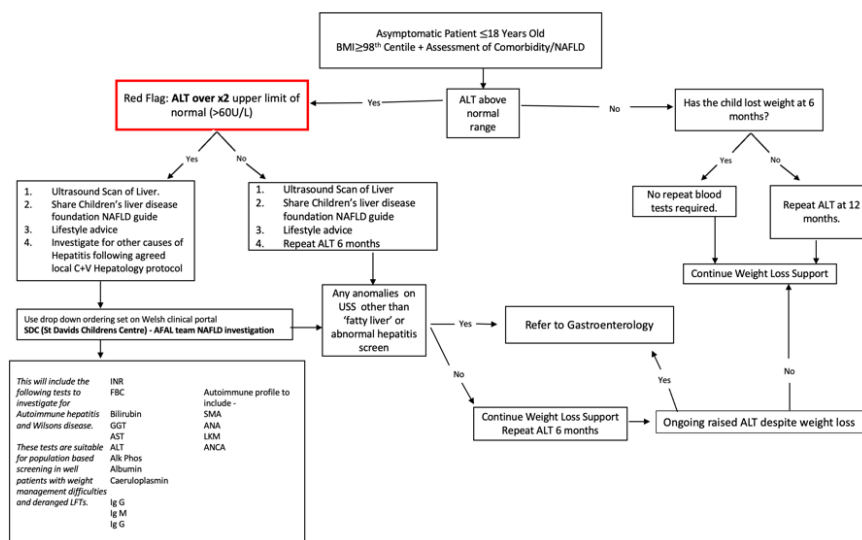 Asymptomatic Patient ≤18 Years Old
BMI≥98th Centile + Assessment of Comorbidity/NAFLD
Red Flag: ALT over x2 upper limit of
normal (>60U/L)
Yes
ALT above
normal
range
No
Has the child lost weight at 6
months?
Yes
No
Yes
No
1. Ultrasound Scan of Liver.
2. Share Children's liver disease
foundation NAFLD guide
3. Lifestyle advice
4. Investigate for other causes of
Hepatitis following agreed
local C+V Hepatology protocol
1. Ultrasound Scan of Liver
2. Share Children's liver disease
foundation NAFLD guide
3. Lifestyle advice
4. Repeat ALT 6 months
No repeat blood
tests required.
Repeat ALT at 12
months.
Continue Weight Loss Support
Use drop down ordering set on Welsh clinical portal
SDC (St Davids Childrens Centre) - AFAL team NAFLD investigation
Any anomalies on
USS other than
'fatty liver' or
abnormal hepatitis
screen
Yes
Refer to Gastroenterology
No
No
Yes
Continue Weight Loss Support
Repeat ALT 6 months
Ongoing raised ALT despite weight loss
This will include the
following tests to
investigate for
Autoimmune hepatitis
and Wilsons disease.
These tests are suitable
for population based
screening in well
patients with weight
management difficulties
and deranged LFTs.
INR
FBC
Bilirubin
GGT
AST
ALT
Alk Phos
Albumin
Caeruloplasmin
Ig G
Ig M
Ig G
Autoimmune profile to
include -
SMA
ANA
LKM
ANCA